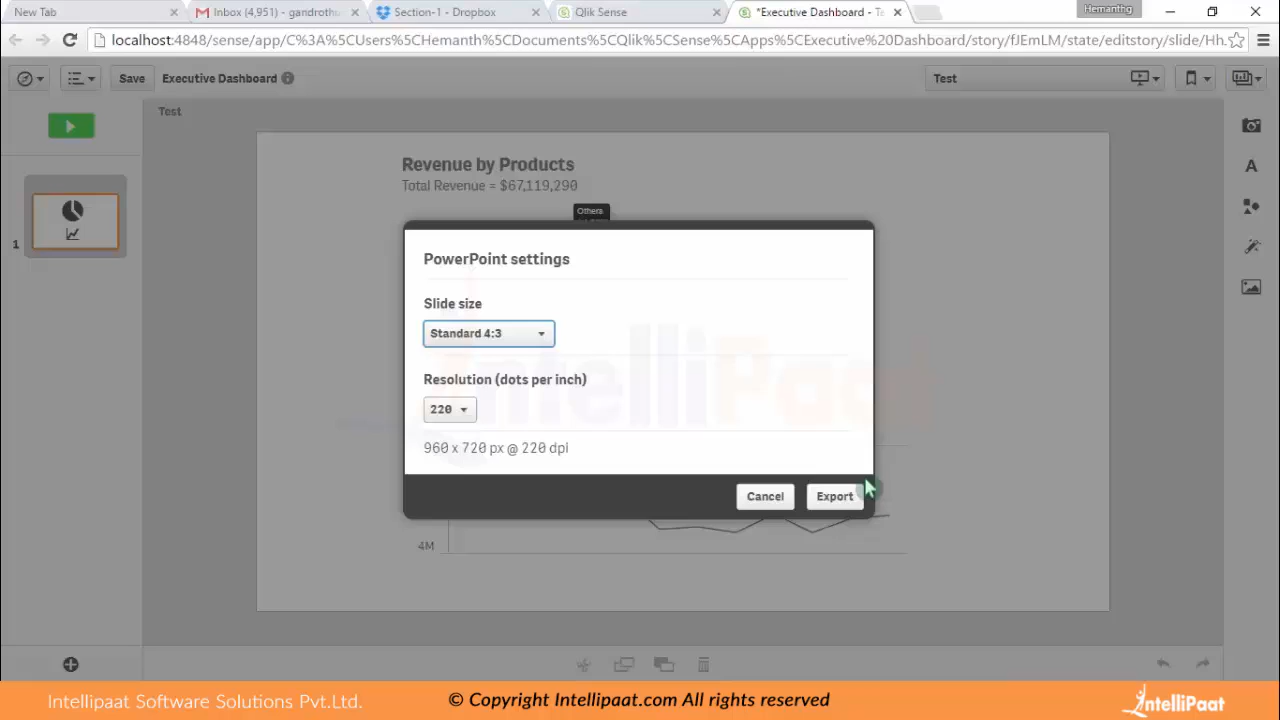 New Tab
Inbox (4,951) - gandrothu
Section-1 - Dropbox
Qlik Sense
*Executive Dashboard - Ta
Hemanthg
localhost:4848/sense/app/C%3A%5CUsers%5CHemanth%5CDocuments%5CQlik%5CSense%5CApps%5CExecutive%20Dashboard/story/fJEmLM/state/editstory/slide/Hh.
Save
Executive Dashboard
Test
Test
Revenue by Products
Total Revenue = $67,119,290
Others
1
PowerPoint settings
Slide size
Standard 4:3
Resolution (dots per inch)
220
960 x 720 px @ 220 dpi
Cancel
Export
IntelliPaat
4M
Intellipaat Software Solutions Pvt.Ltd.
© Copyright Intellipaat.com All rights reserved
IntelliPaat